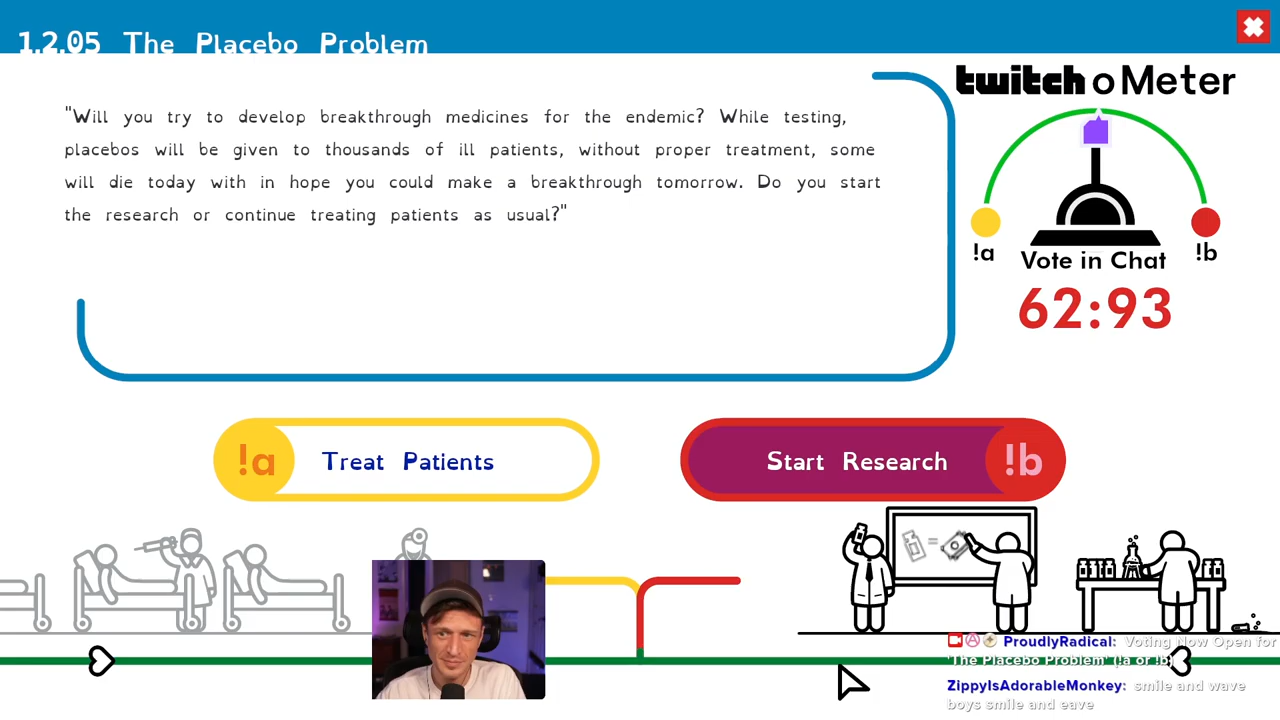 1.2.05 The Placebo Problem
twitch o Meter
"Will you try to develop breakthrough medicines for the endemic? While testing,
placebos will be given to thousands of ill patients, without proper treatment, some
will die today with in hope you could make a breakthrough tomorrow. Do you start
the research or continue treating patients as usual?"
!a
Vote in Chat
!b
62:93
!a Treat Patients
Start Research !b
ProudlyRadical: Voting Now Open for
'The Placebo Problem' (!a or !b)
ZippyIsAdorableMonkey: smile and wave
boys smile and eave